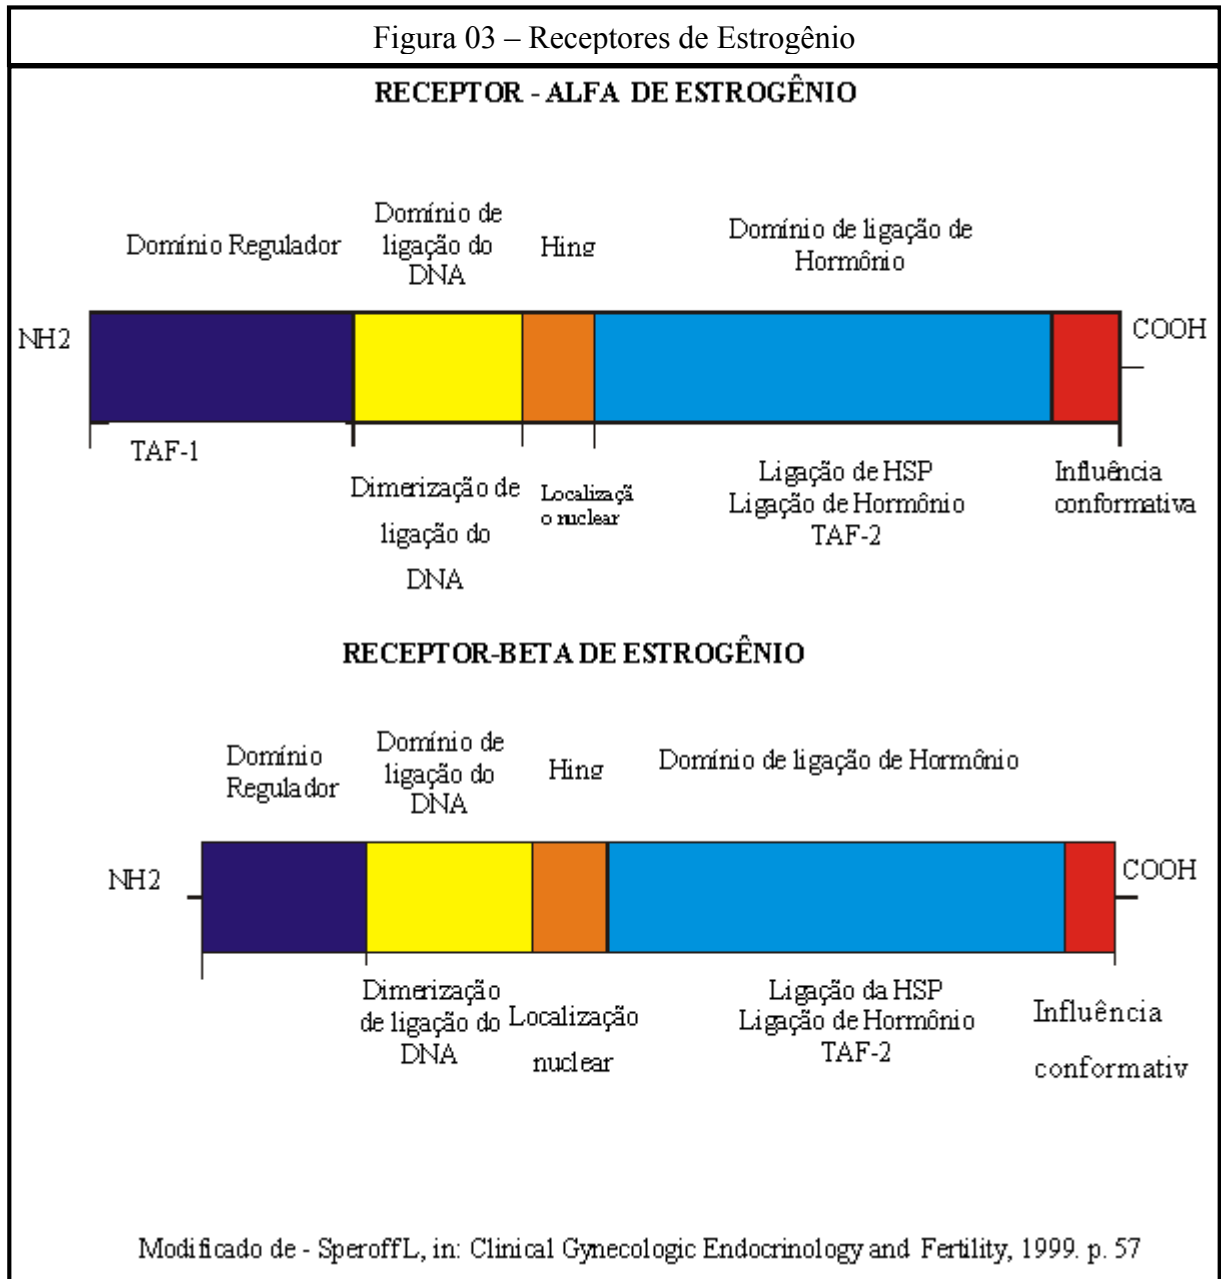 Figura 03 – Receptores de Estrogênio
RECEPTOR - ALFA DE ESTROGÊNIO
Domínio Regulador
Domínio de
ligação do
DNA
Hing
Domínio de ligação de
Hormônio
NH2
COOH
TAF-1
Dimerização de
ligação do
DNA
Localizaçã
o nuclear
Ligação de HSP
Ligação de Hormônio
TAF-2
Influência
conformativa
RECEPTOR-BETA DE ESTROGÊNIO
Domínio
Regulador
Domínio de
ligação do
DNA
Hing
Domínio de ligação de Hormônio
NH2
COOH
Dimerização
de ligação do
DNA
Localização
nuclear
Ligação da HSP
Ligação de Hormônio
TAF-2
Influência
conformativ
Modificado de - Speroff L, in: Clinical Gynecologic Endocrinology and Fertility, 1999. p. 57